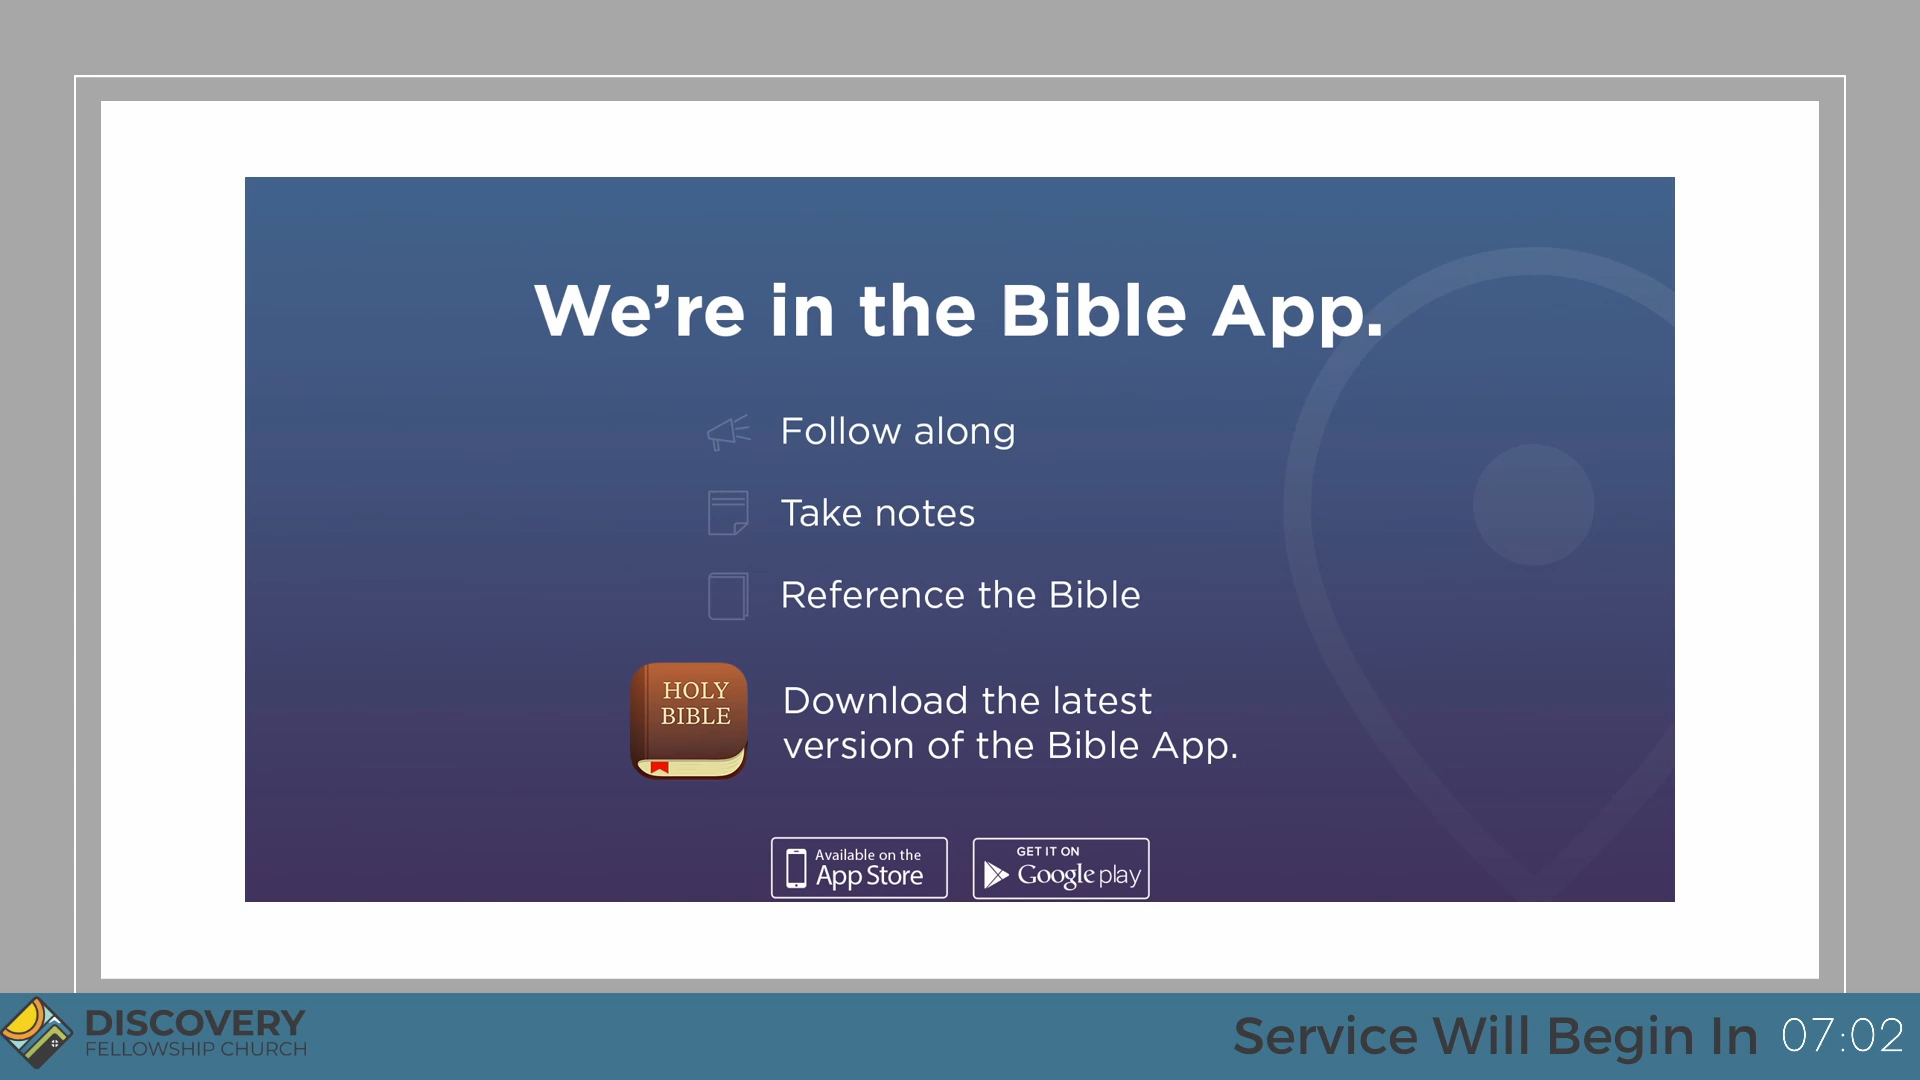 We’re in the Bible App.
Follow along
Take notes
Reference the Bible
HOLY
BIBLE
Download the latest
version of the Bible App.
Available on the
App Store
GET IT ON
Google play
DISCOVERY
FELLOWSHIP CHURCH
Service Will Begin In 07:02